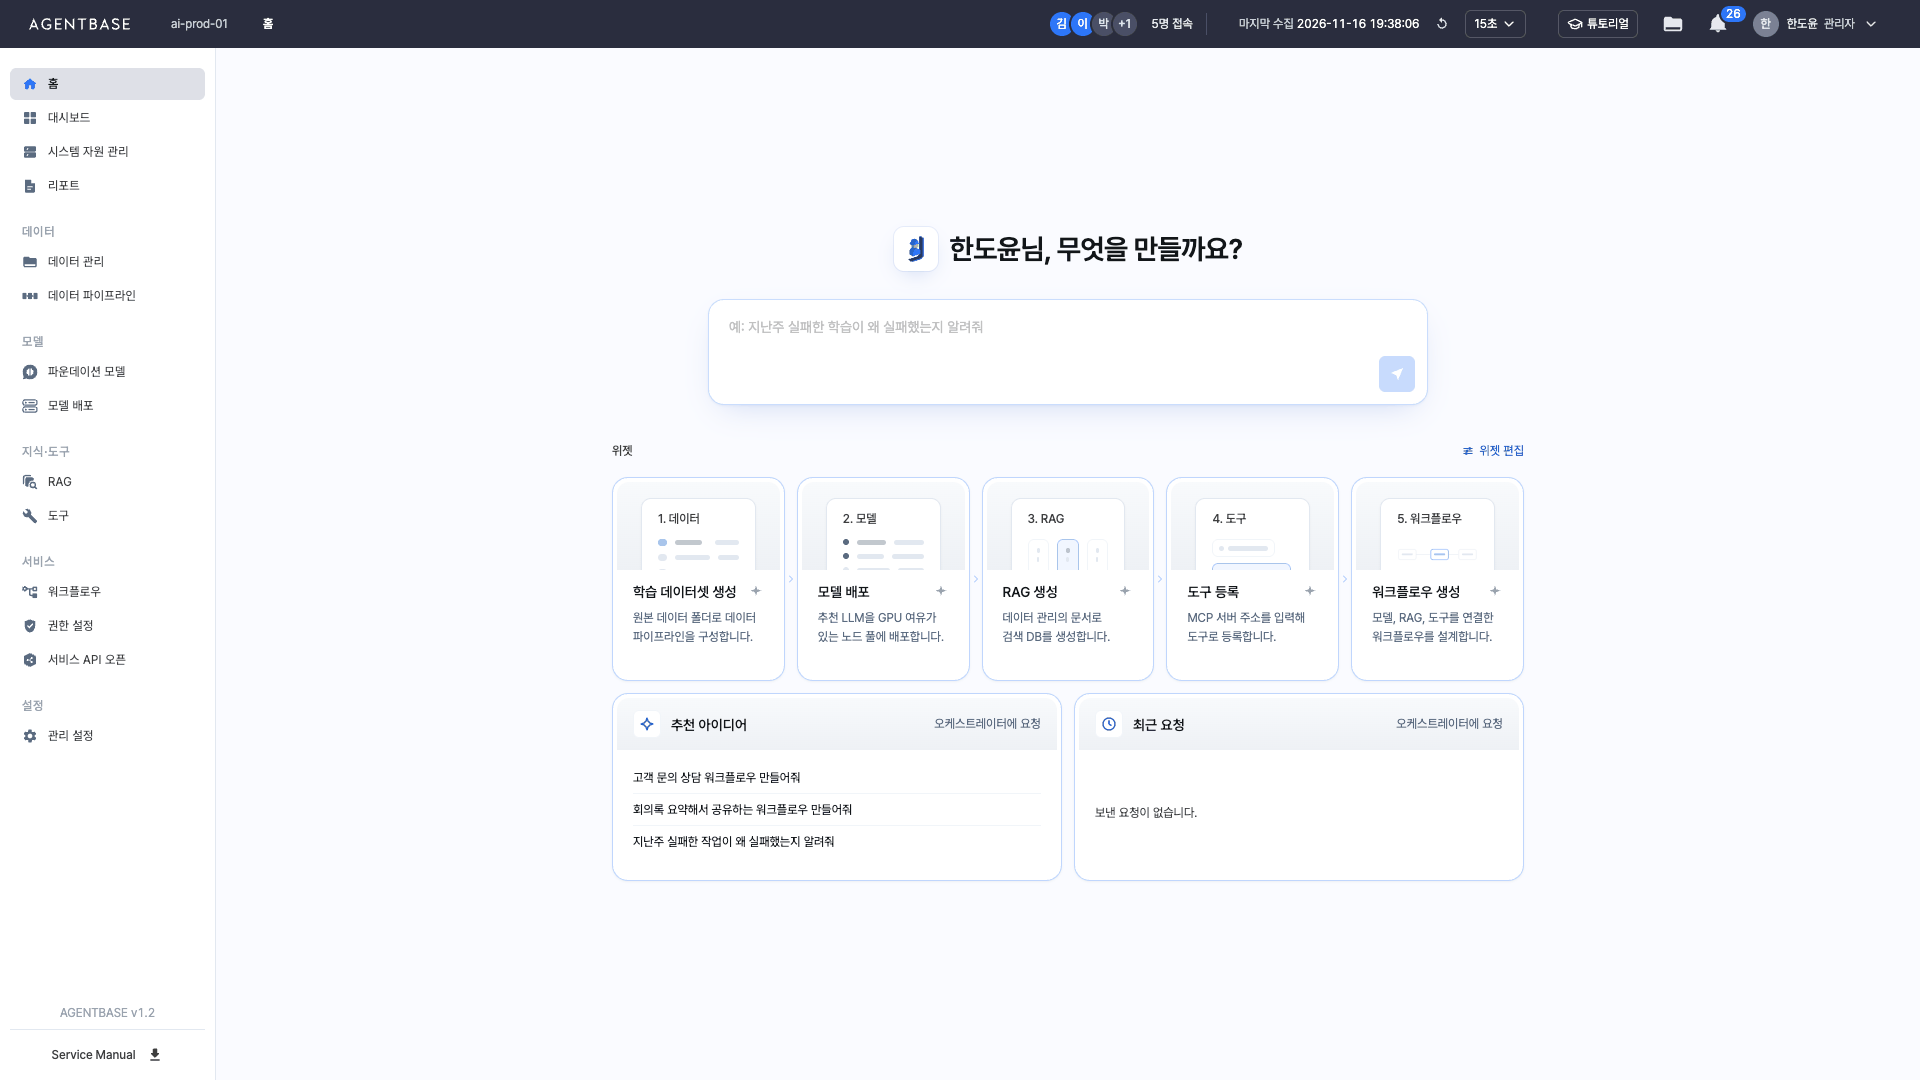 AGENTBASE
ai-prod-01
홈
김 이 박 +1 5명 접속
마지막 수집 2026-11-16 19:38:06
15초
튜토리얼
26
한 한도윤 관리자
홈
대시보드
시스템 자원 관리
리포트
데이터
데이터 관리
데이터 파이프라인
모델
파운데이션 모델
모델 배포
지식·도구
RAG
도구
서비스
워크플로우
권한 설정
서비스 API 오픈
설정
관리 설정
AGENTBASE v1.2
Service Manual
한도윤님, 무엇을 만들까요?
예: 지난주 실패한 학습이 왜 실패했는지 알려줘
위젯
위젯 편집
1. 데이터
학습 데이터셋 생성
원본 데이터 폴더로 데이터
파이프라인을 구성합니다.
2. 모델
모델 배포
추천 LLM을 GPU 여유가
있는 노드 풀에 배포합니다.
3. RAG
RAG 생성
데이터 관리의 문서로
검색 DB를 생성합니다.
4. 도구
도구 등록
MCP 서버 주소를 입력해
도구로 등록합니다.
5. 워크플로우
워크플로우 생성
모델, RAG, 도구를 연결한
워크플로우를 설계합니다.
추천 아이디어
오케스트레이터에 요청
고객 문의 상담 워크플로우 만들어줘
회의록 요약해서 공유하는 워크플로우 만들어줘
지난주 실패한 작업이 왜 실패했는지 알려줘
최근 요청
오케스트레이터에 요청
보낸 요청이 없습니다.